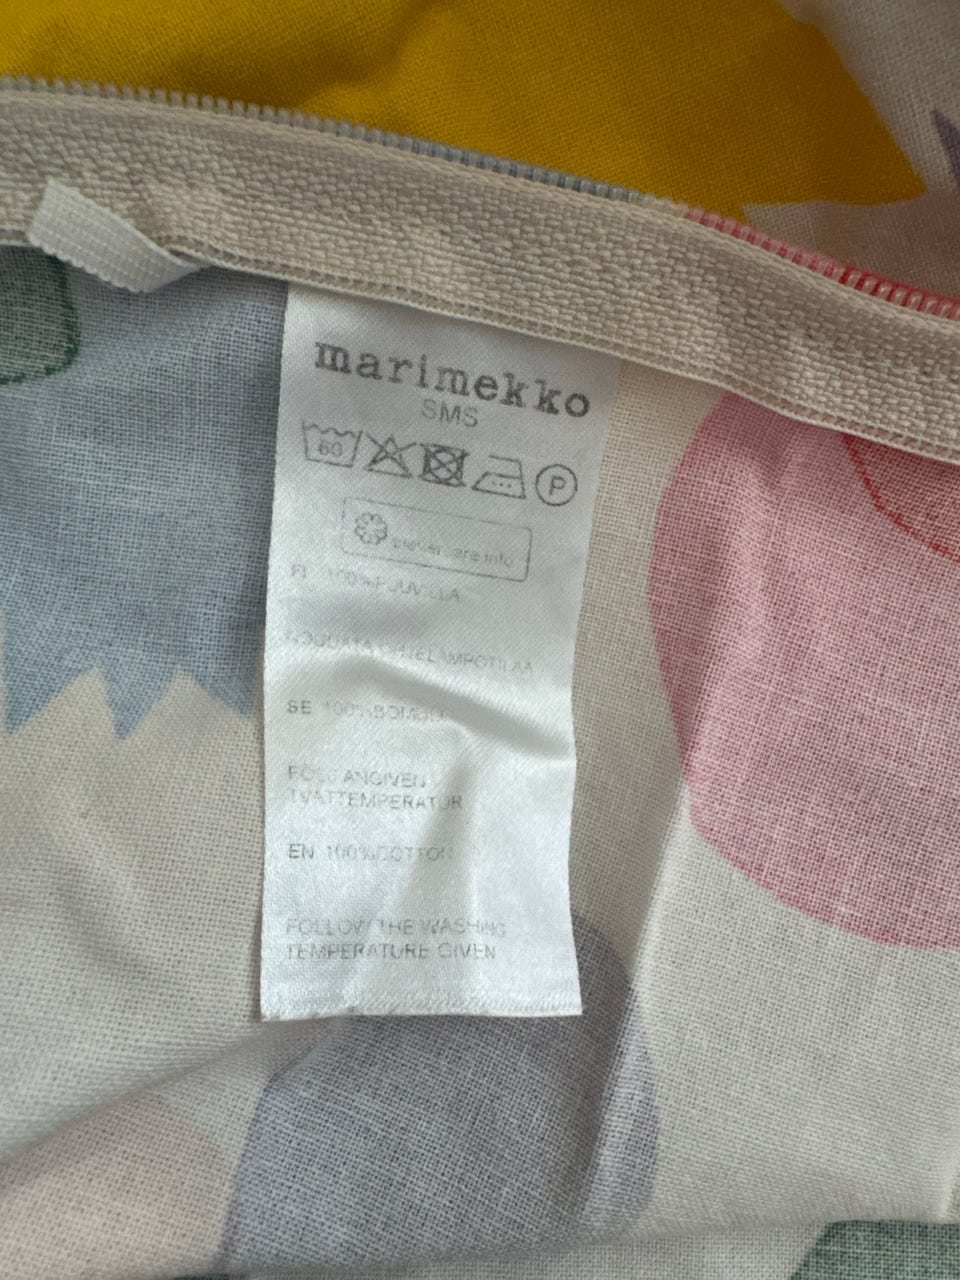 marimekko
SMS
60 P
clevercare.info
FI 100%PUUVILLA
NOUDATA PESULÄMPÖTILAA
SE 100%BOMULL
FÖLJ ANGIVEN
TVÄTTEMPERATUR
EN 100%COTTON
FOLLOW THE WASHING
TEMPERATURE GIVEN